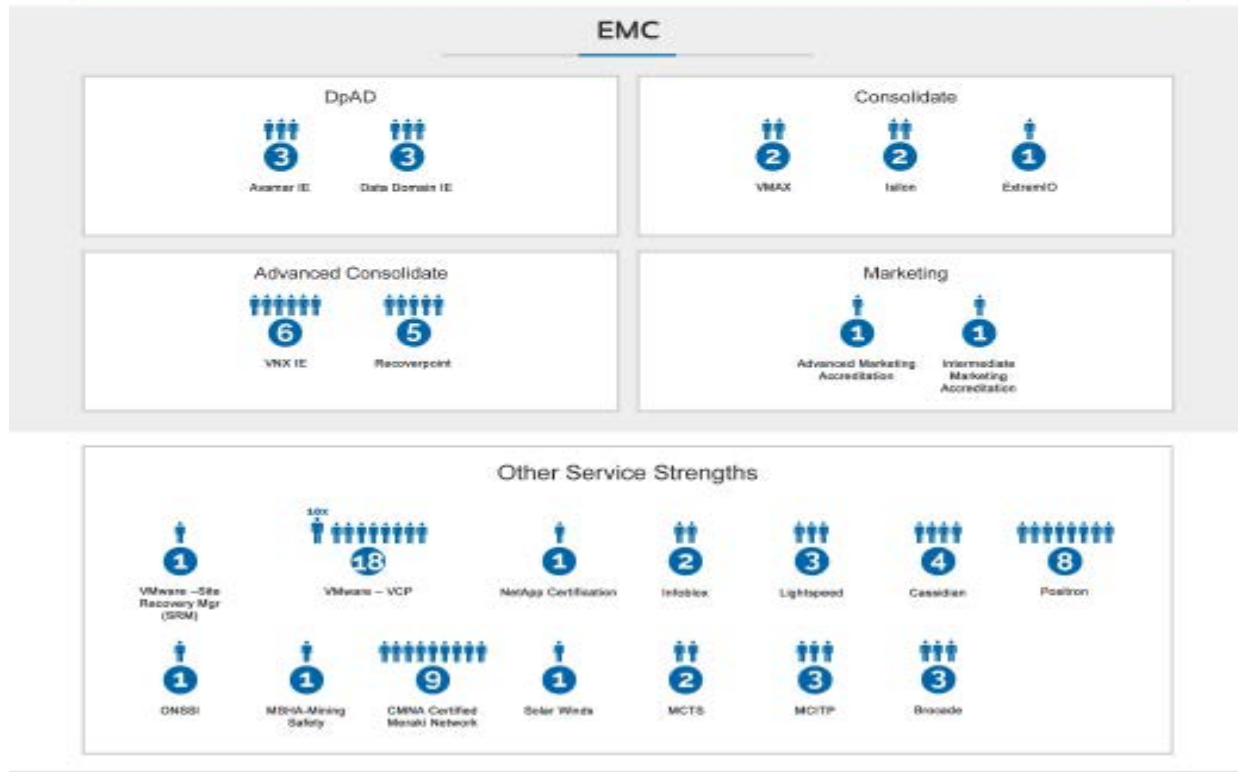 EMC
DpAD
3
3
Avamar IE
Data Domain IE
Consolidate
2
2
1
VMAX
Isilon
ExtremIO
Advanced Consolidate
6
5
VNX IE
Recoverpoint
Marketing
1
1
Advanced Marketing
Accreditation
Intermediate
Marketing
Accreditation
Other Service Strengths
10x
1
18
1
2
3
4
8
VMware –Site
Recovery Mgr
(SRM)
VMware – VCP
NetApp Certification
Infoblox
Lightspeed
Cassidian
Positron
1
1
9
1
2
3
3
ONSSI
MSHA-Mining
Safety
CMNA Certified
Meraki Network
Solar Winds
MCTS
MCITP
Brocade